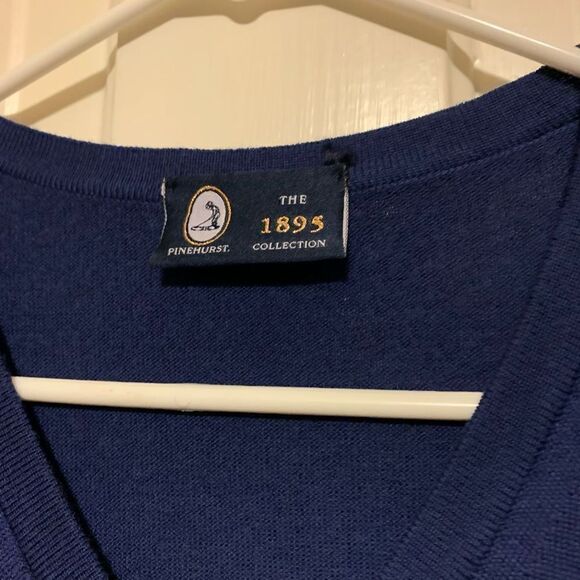 THE
1895
COLLECTION
PINEHURST.